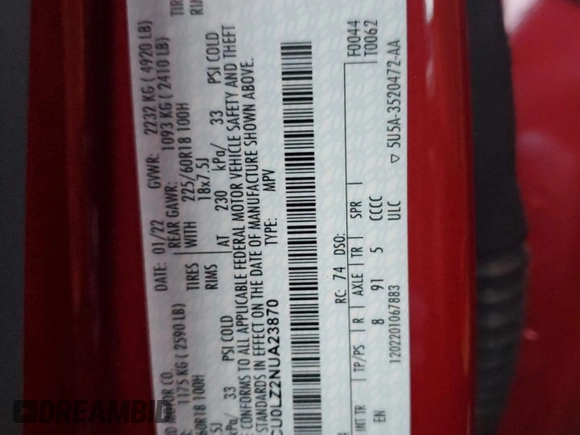 DATE: 01/22 GVWR: 2232 KG ( 4920 LB)
REAR GAWR: 1093 KG ( 2410 LB)
TIRES WITH 225/60R18 100H
RIMS 18x7.5J
AT 230 kPa/ 33 PSI COLD
MOTOR CO.
1175 KG ( 2590 LB)
60R18 100H
kPa/ 33 PSI COLD
CONFORMS TO ALL APPLICABLE FEDERAL MOTOR VEHICLE SAFETY AND THEFT
STANDARDS IN EFFECT ON THE DATE OF MANUFACTURE SHOWN ABOVE.
CU0LZ2NUA23870 TYPE: MPV
F0044
T0062
RC: 74 DSO:
INT TR TP/PS R AXLE TR SPR
EN 8 91 5 CCCC
1202201067883 ULC ▽ 5U5A-3520472-AA
DREAMBID